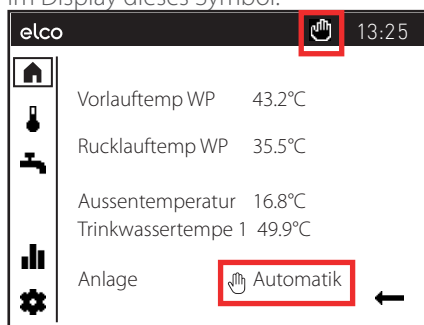 im Display dieses Symbol.
elco 13:25
Vorlauftemp WP 43.2°C
Rucklauftemp WP 35.5°C
Aussentemperatur 16.8°C
Trinkwassertempe 1 49.9°C
Anlage Automatik